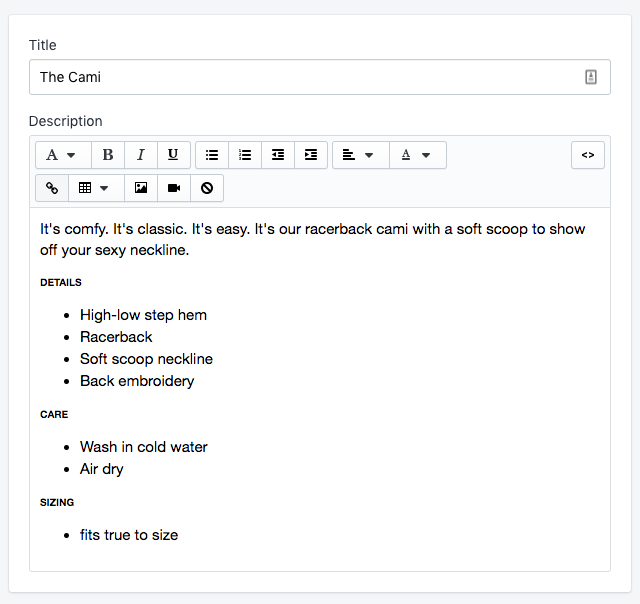 Title
The Cami
Description
A B I U A <>
It's comfy. It's classic. It's easy. It's our racerback cami with a soft scoop to show
off your sexy neckline.
DETAILS
High-low step hem
Racerback
Soft scoop neckline
Back embroidery
CARE
Wash in cold water
Air dry
SIZING
fits true to size